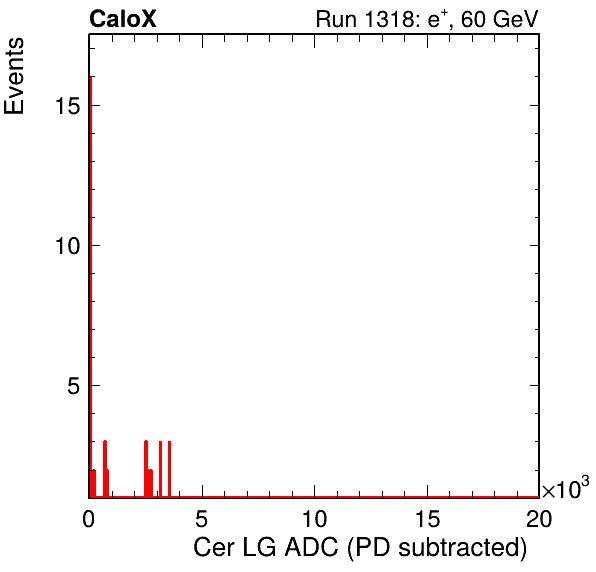 CaloX Run 1318: e⁺, 60 GeV
Events
15
10
5
0 5 10 15 20
×10³
Cer LG ADC (PD subtracted)